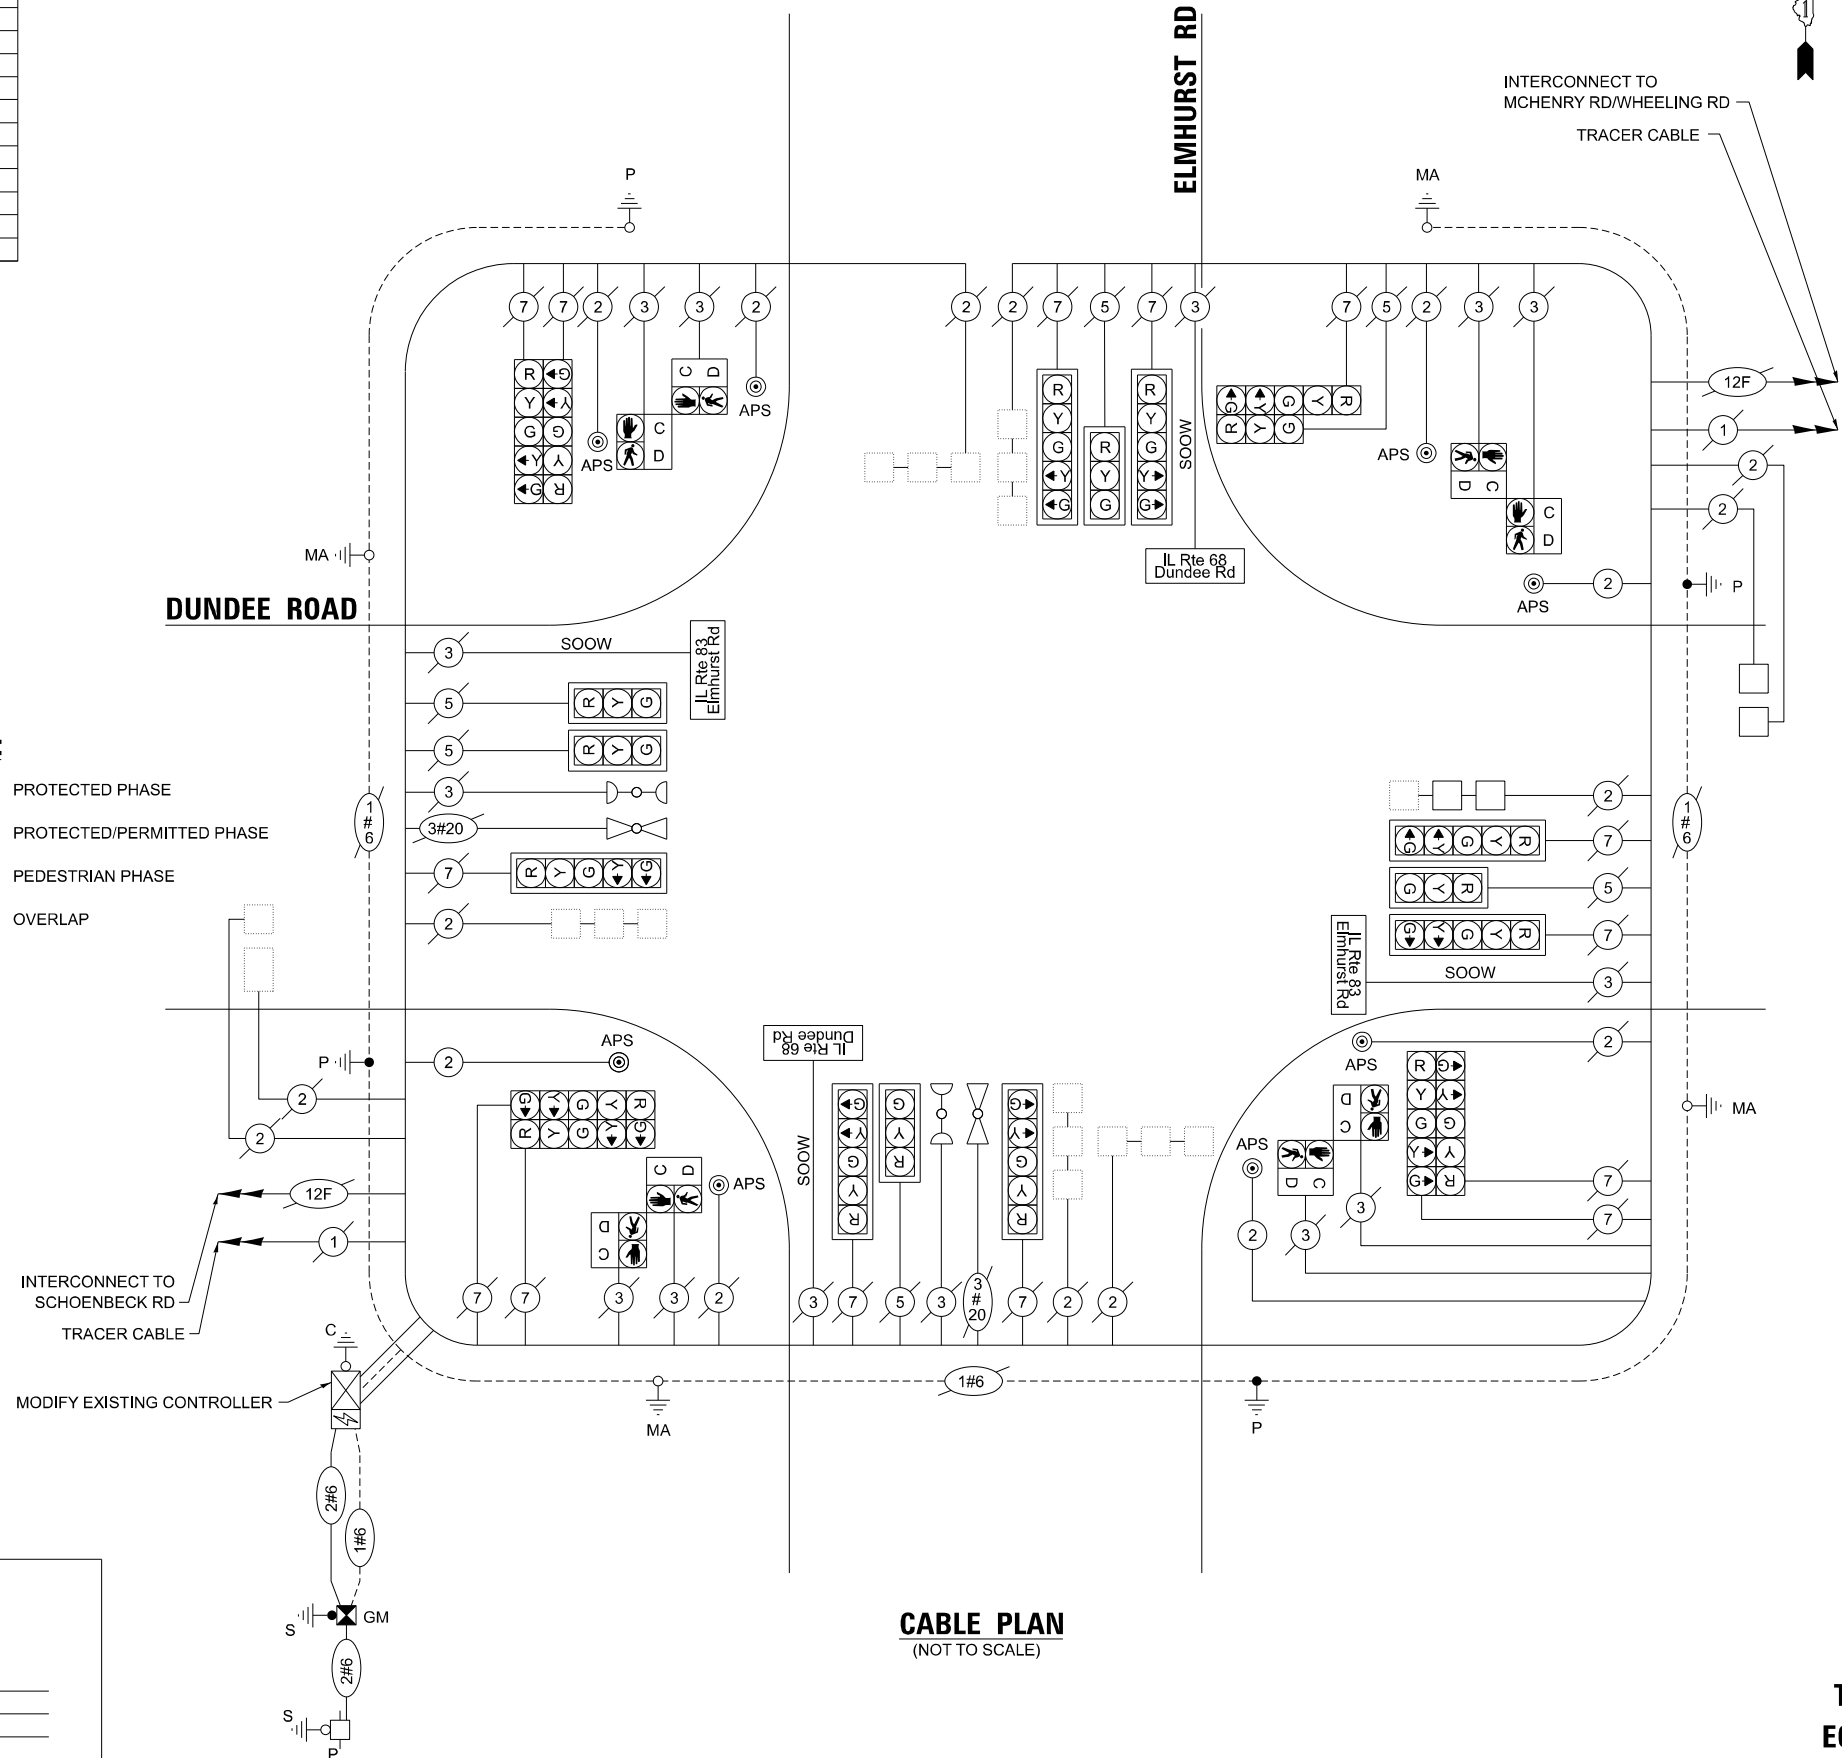 ELMHURST RD
1
INTERCONNECT TO
MCHENRY RD/WHEELING RD
TRACER CABLE
P
MA
7
7
2
3
3
2
2
2
7
5
7
3
7
5
2
3
3
R G
Y Y
G G
Y Y
G R
APS
C D
C
D
APS
R
Y
G
Y
G
R
Y
G
R
Y
G
Y
G
SOOW
IL Rte 68
Dundee Rd
G Y G Y R
R Y G
APS
D C
C
D
APS
2
12F
1
2
2
MA
P
DUNDEE ROAD
3
SOOW
IL Rte 83
Elmhurst Rd
5
R Y G
5
R Y G
3
3#20
7
R Y G Y G
2
PROTECTED PHASE
PROTECTED/PERMITTED PHASE
PEDESTRIAN PHASE
OVERLAP
1
#
6
1
#
6
2
G Y G Y R
7
G Y R
5
G Y G Y R
7
IL Rte 83
Elmhurst Rd
SOOW
3
P
2
APS
2
2
12F
1
INTERCONNECT TO
SCHOENBECK RD
TRACER CABLE
G Y G Y R
R Y G Y G
C D
D
C
APS
7
7
3
3
2
IL Rte 68
Dundee Rd
SOOW
G
Y
G
Y
R
G
Y
R
G
Y
G
Y
R
3
7
5
3
3
#
20
7
2
2
APS
2
R G
Y Y
G G
Y Y
G R
D
C
D C
APS
7
7
3
3
2
MA
C
MODIFY EXISTING CONTROLLER
MA
1#6
P
2#6
1#6
S
GM
2#6
S
P
CABLE PLAN
(NOT TO SCALE)